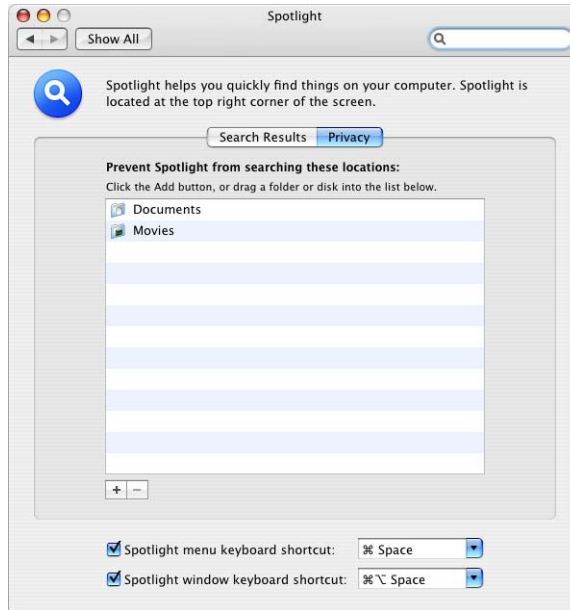 Spotlight
Show All
Spotlight helps you quickly find things on your computer. Spotlight is
located at the top right corner of the screen.
Search Results Privacy
Prevent Spotlight from searching these locations:
Click the Add button, or drag a folder or disk into the list below.
Documents
Movies
+ −
Spotlight menu keyboard shortcut: ⌘ Space
Spotlight window keyboard shortcut: ⌘⌥ Space